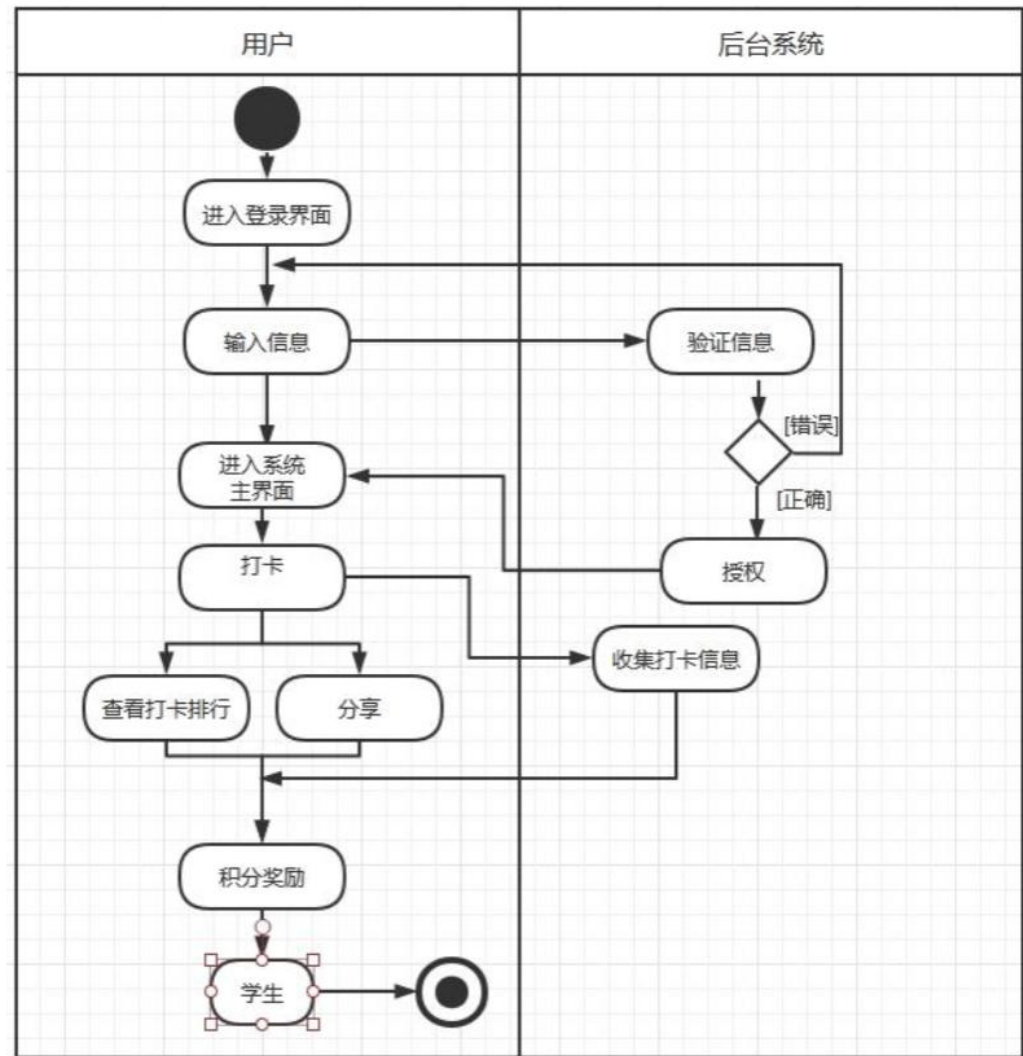 用户
后台系统
进入登录界面
输入信息
验证信息
[错误]
进入系统
主界面
[正确]
打卡
授权
收集打卡信息
查看打卡排行
分享
积分奖励
学生